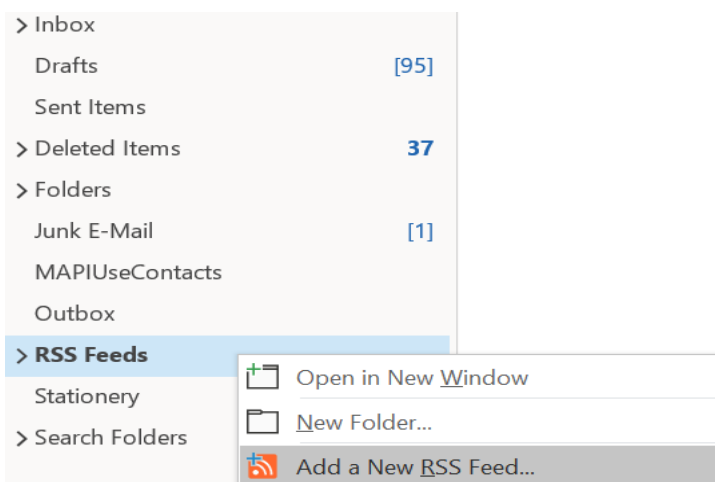 Inbox
Drafts [95]
Sent Items
Deleted Items 37
Folders
Junk E-Mail [1]
MAPIUseContacts
Outbox
RSS Feeds
Open in New Window
Stationery
New Folder...
Search Folders
Add a New RSS Feed...